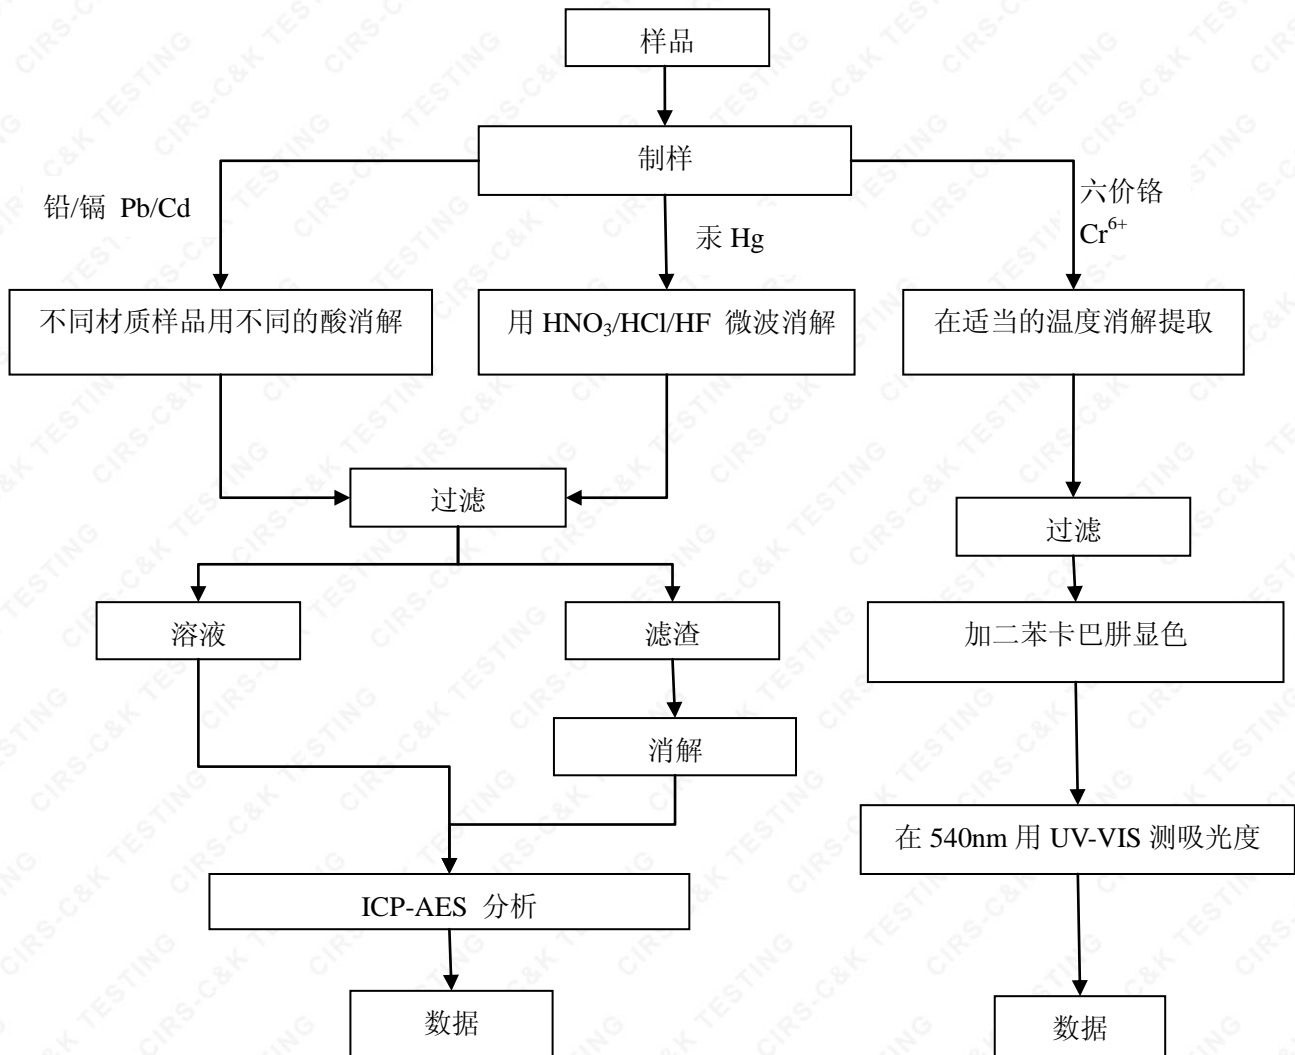 样品
制样
铅/镉 Pb/Cd
汞 Hg
六价铬
Cr⁶⁺
不同材质样品用不同的酸消解
用 HNO₃/HCl/HF 微波消解
在适当的温度消解提取
过滤
过滤
溶液
滤渣
加二苯卡巴肼显色
消解
在 540nm 用 UV-VIS 测吸光度
ICP-AES 分析
数据
数据
CIRS-C&K TESTING